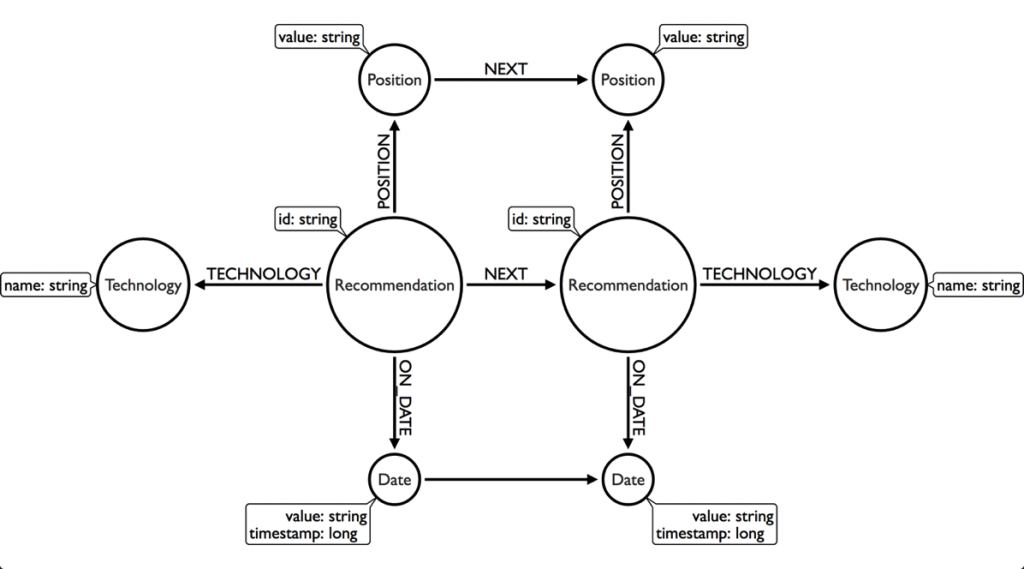 value: string
value: string
Position
NEXT
Position
POSITION
POSITION
id: string
id: string
name: string
Technology
TECHNOLOGY
Recommendation
NEXT
Recommendation
TECHNOLOGY
Technology
name: string
ON_DATE
ON_DATE
Date
Date
value: string
timestamp: long
value: string
timestamp: long